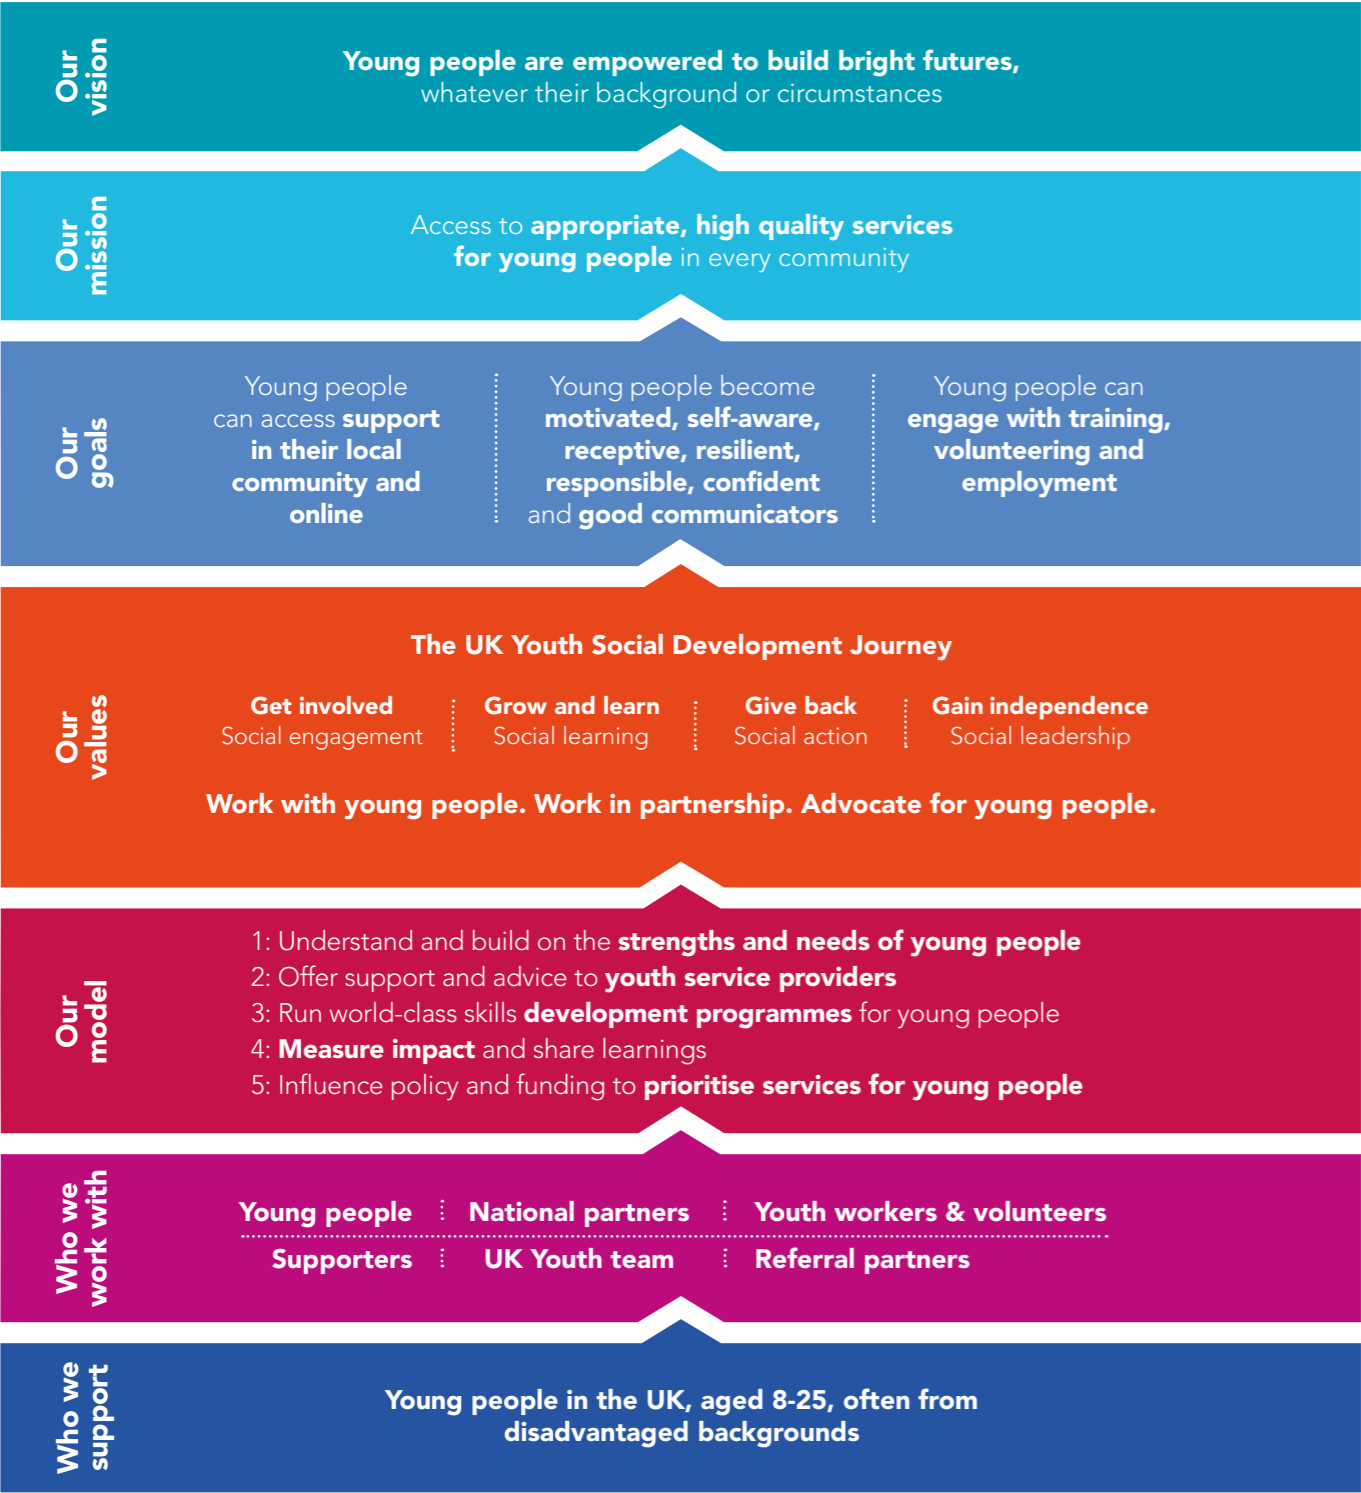 Our
vision
Young people are empowered to build bright futures,
whatever their background or circumstances
Our
mission
Access to appropriate, high quality services
for young people in every community
Our
goals
Young people
can access support
in their local
community and
online
Young people become
motivated, self-aware,
receptive, resilient,
responsible, confident
and good communicators
Young people can
engage with training,
volunteering and
employment
Our
values
The UK Youth Social Development Journey
Get involved
Social engagement
Grow and learn
Social learning
Give back
Social action
Gain independence
Social leadership
Work with young people. Work in partnership. Advocate for young people.
Our
model
1: Understand and build on the strengths and needs of young people
2: Offer support and advice to youth service providers
3: Run world-class skills development programmes for young people
4: Measure impact and share learnings
5: Influence policy and funding to prioritise services for young people
Who we
work with
Young people
National partners
Youth workers & volunteers
Supporters
UK Youth team
Referral partners
Who we
support
Young people in the UK, aged 8-25, often from
disadvantaged backgrounds